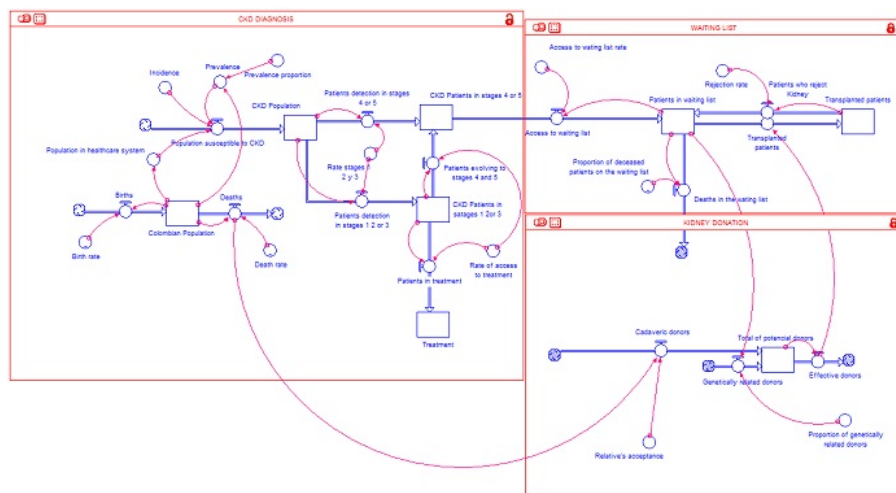 CKD DIAGNOSIS
WAITING LIST
Access to wating list rate
Prevalence
Prevalence proportion
Incidence
Rejection rate
Patients who reject
Kidney
Patients detection in stages
4 or 5
CKD Patients in stages 4 or 5
Patients in waiting list
Transplanted patients
CKD Population
Population susceptible to CKD
Access to waiting list
Transplanted
patients
Population in healthcare system
Rate stages 1
2 y 3
Patients evolving to
stages 4 and 5
Proportion of deceased
patients on the waiting list
Births
Deaths
Deaths in the wating list
CKD Patients in
satages 1 2or 3
Colombian Population
Patients detection
in stages 1 2 or 3
KIDNEY DONATION
Birth rate
Death rate
Patients in treatment
Rate of access
to treatment
Treatment
Cadaveric donors
Total of potencial donors
Genetically related donors
Effective donors
Relative's acceptance
Proportion of genetically
related donors